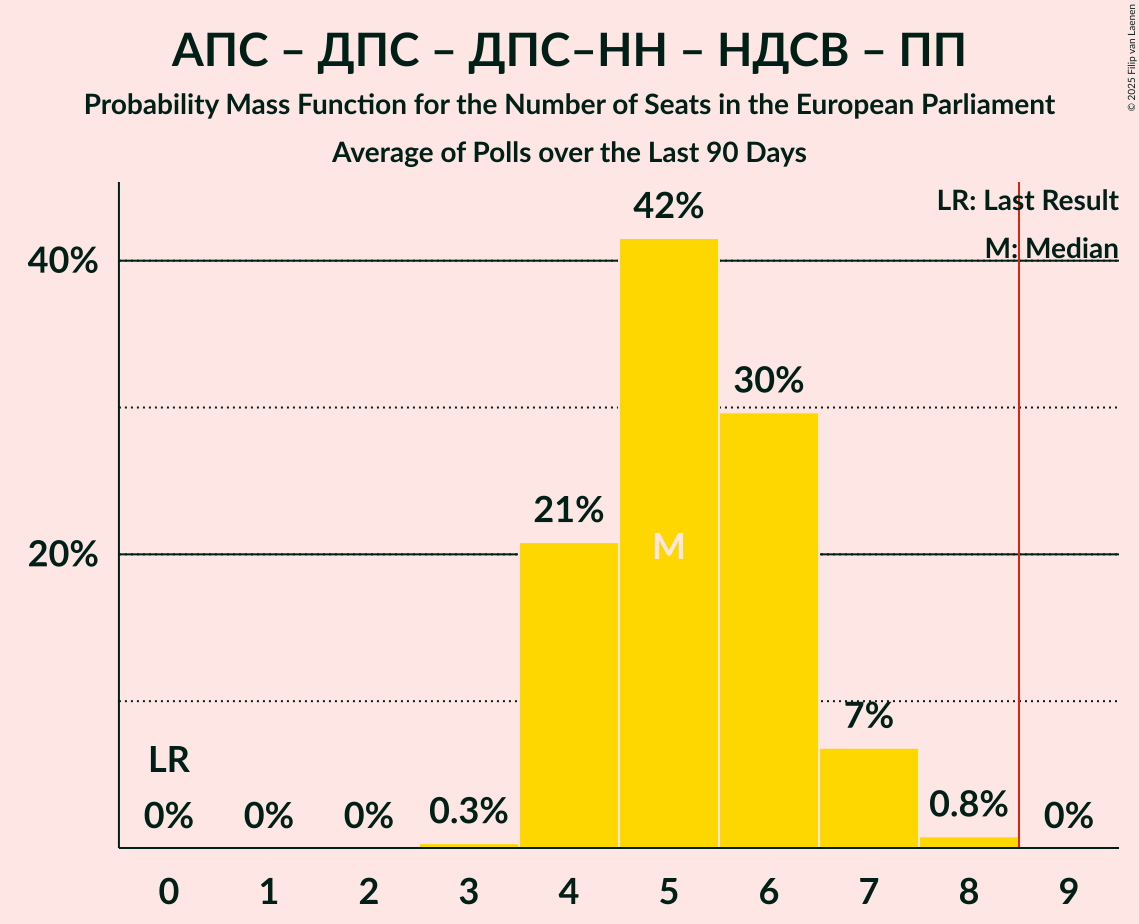 АПС – ДПС – ДПС–НН – НДСВ – ПП
Probability Mass Function for the Number of Seats in the European Parliament
Average of Polls over the Last 90 Days
© 2025 Filip van Laenen
LR: Last Result
M: Median
42%
40%
30%
21%
20%
M
7%
LR
0% 0% 0% 0.3% 0.8% 0%
0 1 2 3 4 5 6 7 8 9